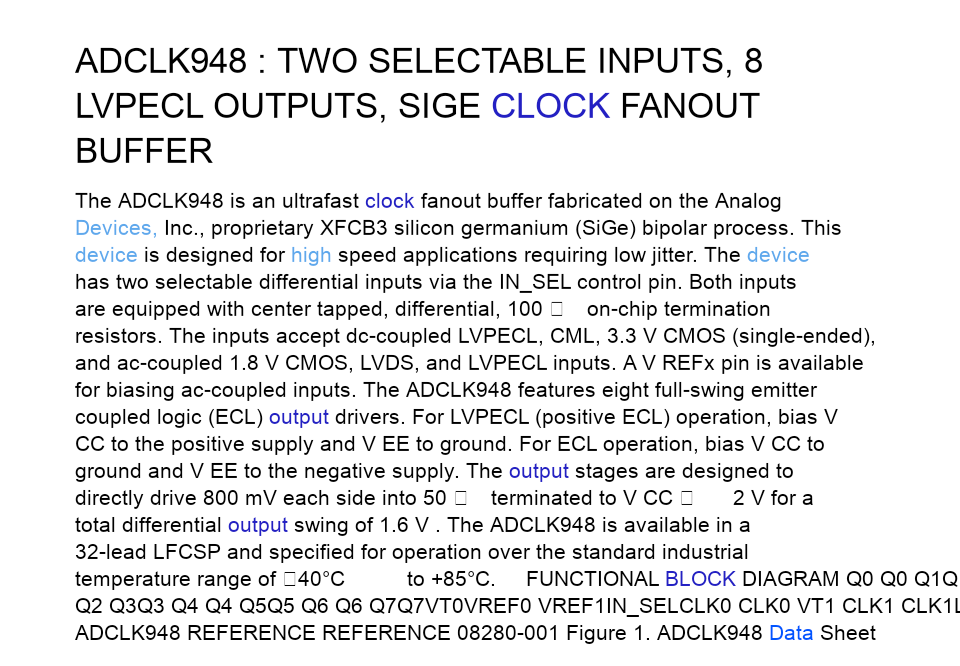 ADCLK948 : TWO SELECTABLE INPUTS, 8
LVPECL OUTPUTS, SIGE CLOCK FANOUT
BUFFER
The ADCLK948 is an ultrafast clock fanout buffer fabricated on the Analog
Devices, Inc., proprietary XFCB3 silicon germanium (SiGe) bipolar process. This
device is designed for high speed applications requiring low jitter. The device
has two selectable differential inputs via the IN_SEL control pin. Both inputs
are equipped with center tapped, differential, 100 □ on-chip termination
resistors. The inputs accept dc-coupled LVPECL, CML, 3.3 V CMOS (single-ended),
and ac-coupled 1.8 V CMOS, LVDS, and LVPECL inputs. A V REFx pin is available
for biasing ac-coupled inputs. The ADCLK948 features eight full-swing emitter
coupled logic (ECL) output drivers. For LVPECL (positive ECL) operation, bias V
CC to the positive supply and V EE to ground. For ECL operation, bias V CC to
ground and V EE to the negative supply. The output stages are designed to
directly drive 800 mV each side into 50 □ terminated to V CC □ 2 V for a
total differential output swing of 1.6 V . The ADCLK948 is available in a
32-lead LFCSP and specified for operation over the standard industrial
temperature range of □40°C to +85°C. FUNCTIONAL BLOCK DIAGRAM Q0 Q0 Q1Q
Q2 Q3Q3 Q4 Q4 Q5Q5 Q6 Q6 Q7Q7VT0VREF0 VREF1IN_SELCLK0 CLK0 VT1 CLK1 CLK1L
ADCLK948 REFERENCE REFERENCE 08280-001 Figure 1. ADCLK948 Data Sheet